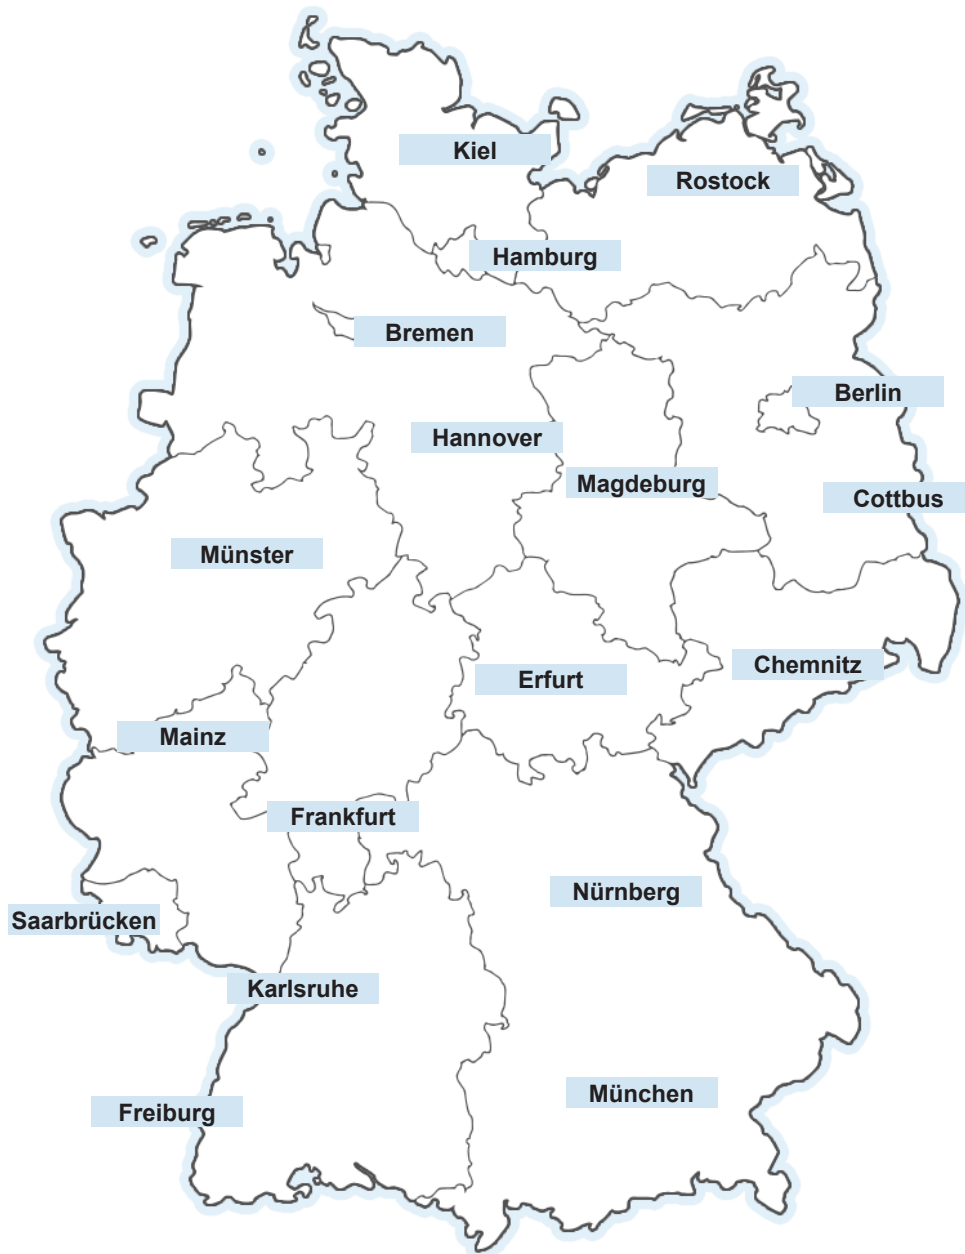 Kiel
Rostock
Hamburg
Bremen
Berlin
Hannover
Magdeburg
Cottbus
Münster
Chemnitz
Erfurt
Mainz
Frankfurt
Nürnberg
Saarbrücken
Karlsruhe
München
Freiburg